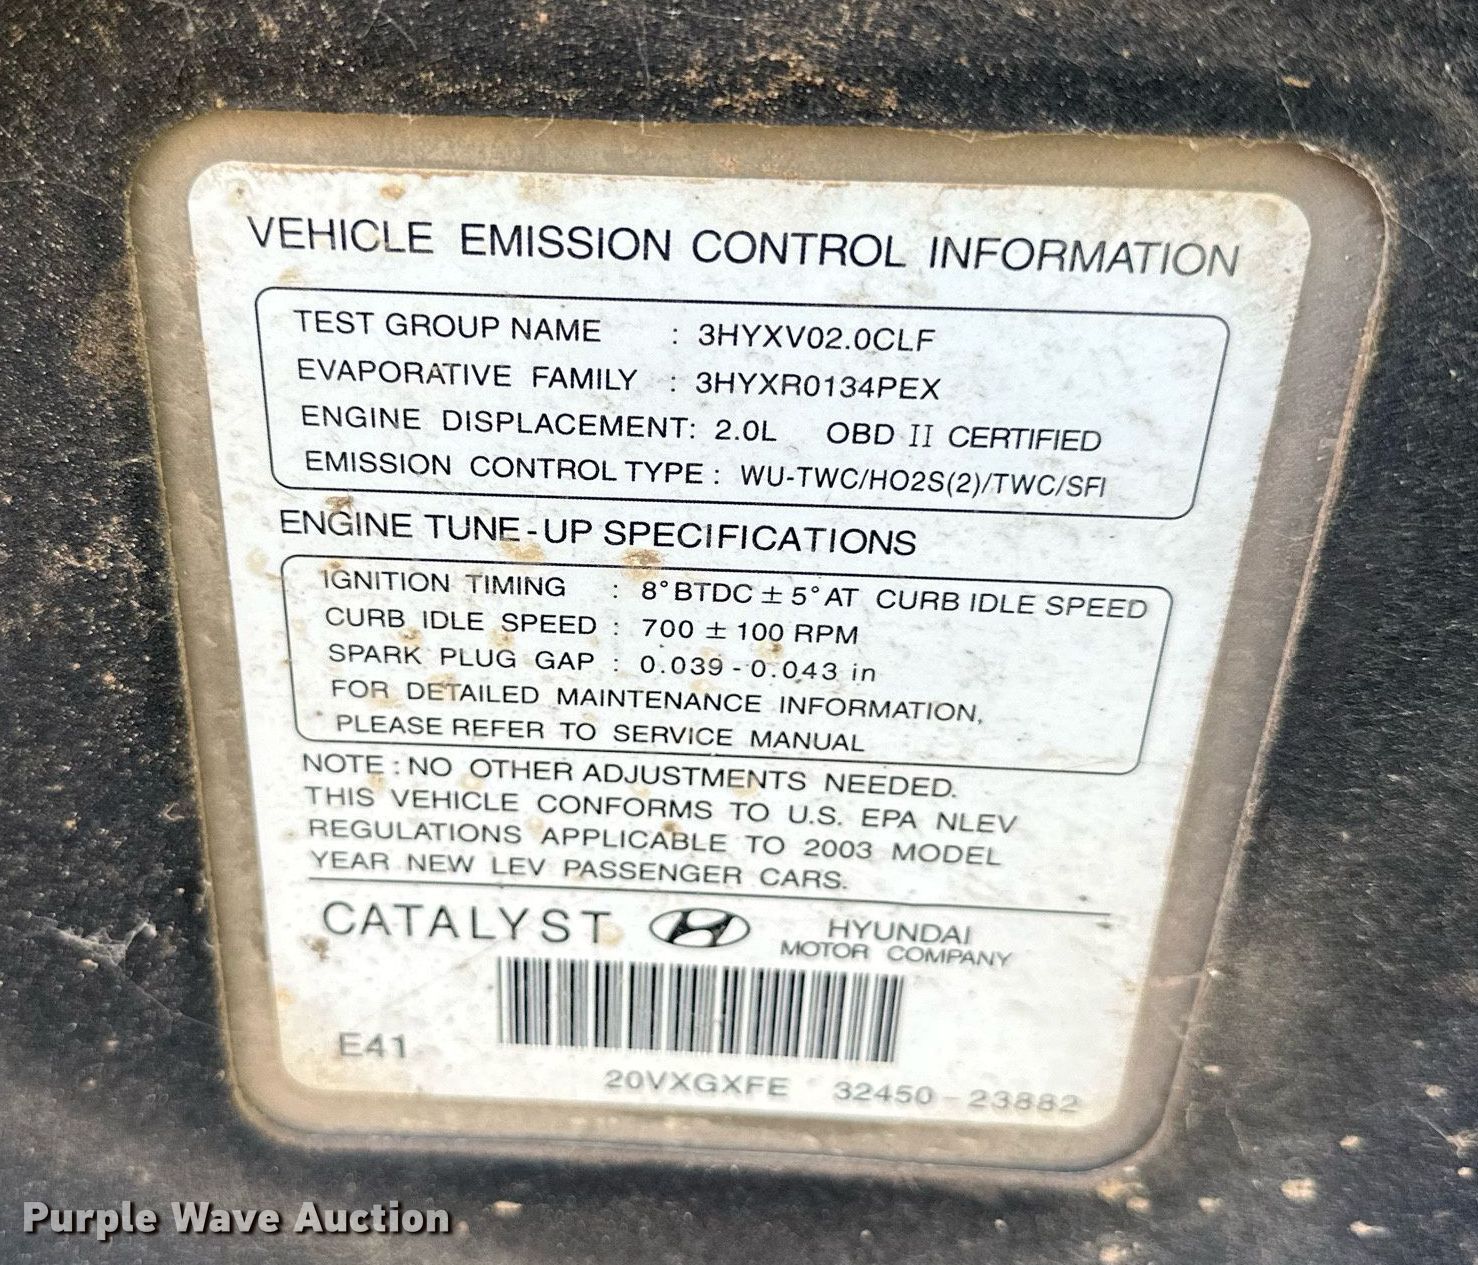 VEHICLE EMISSION CONTROL INFORMATION
TEST GROUP NAME : 3HYXV02.0CLF
EVAPORATIVE FAMILY : 3HYXR0134PEX
ENGINE DISPLACEMENT: 2.0L OBD II CERTIFIED
EMISSION CONTROL TYPE : WU-TWC/HO2S(2)/TWC/SFI
ENGINE TUNE-UP SPECIFICATIONS
IGNITION TIMING : 8° BTDC ± 5° AT CURB IDLE SPEED
CURB IDLE SPEED : 700 ± 100 RPM
SPARK PLUG GAP : 0.039 - 0.043 in
FOR DETAILED MAINTENANCE INFORMATION,
PLEASE REFER TO SERVICE MANUAL
NOTE : NO OTHER ADJUSTMENTS NEEDED.
THIS VEHICLE CONFORMS TO U.S. EPA NLEV
REGULATIONS APPLICABLE TO 2003 MODEL
YEAR NEW LEV PASSENGER CARS.
CATALYST HYUNDAI
MOTOR COMPANY
E41
20VXGXFE 32450 - 23882
Purple Wave Auction